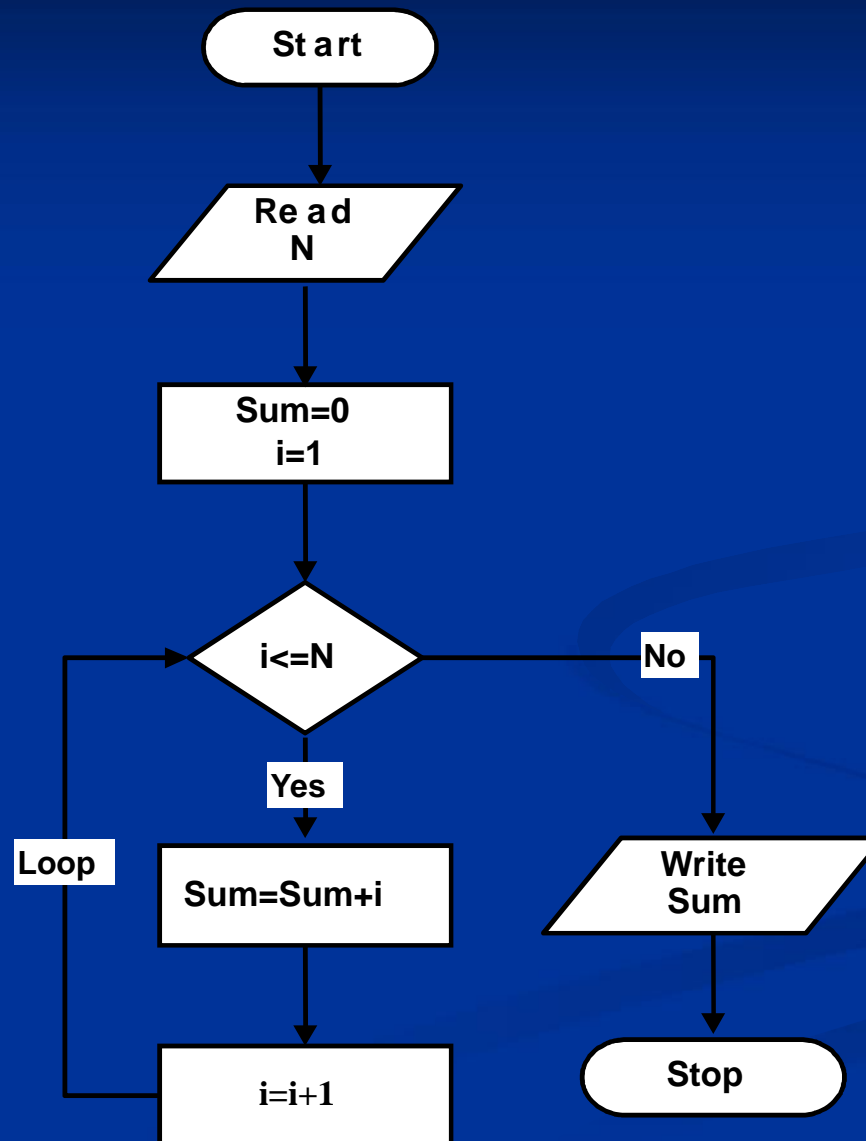 Start
Read
N
Sum=0
i=1
i<=N
No
Yes
Loop
Sum=Sum+i
Write
Sum
i=i+1
Stop